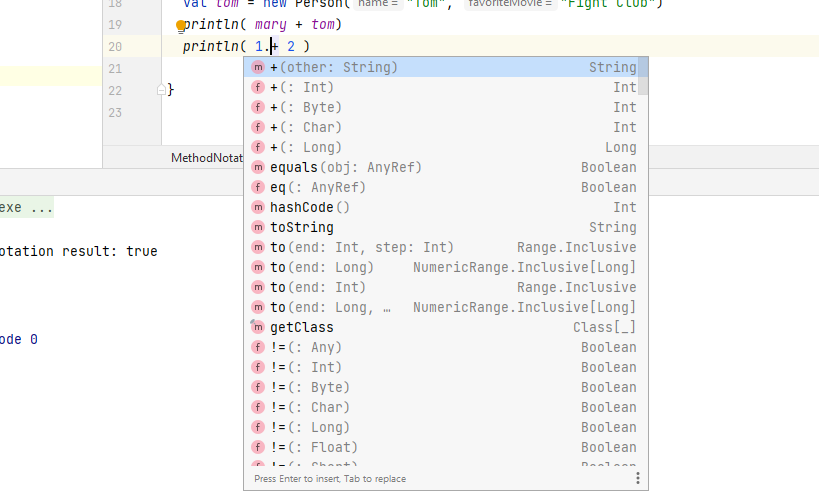 18 val tom = new Person( name = "Tom", favoriteMovie = "Fight Club")
19 println( mary + tom)
20 println( 1.+ 2 )
21
22 }
23
MethodNotat
+(other: String) String
+(: Int) Int
+(: Byte) Int
+(: Char) Int
+(: Long) Long
equals(obj: AnyRef) Boolean
eq(: AnyRef) Boolean
hashCode() Int
toString String
to(end: Int, step: Int) Range.Inclusive
to(end: Long) NumericRange.Inclusive[Long]
to(end: Int) Range.Inclusive
to(end: Long, … NumericRange.Inclusive[Long]
getClass Class[_]
!=(: Any) Boolean
!=(: Int) Boolean
!=(: Byte) Boolean
!=(: Char) Boolean
!=(: Long) Boolean
!=(: Float) Boolean
!=(: Short) Boolean
Press Enter to insert, Tab to replace
exe ...
otation result: true
ode 0